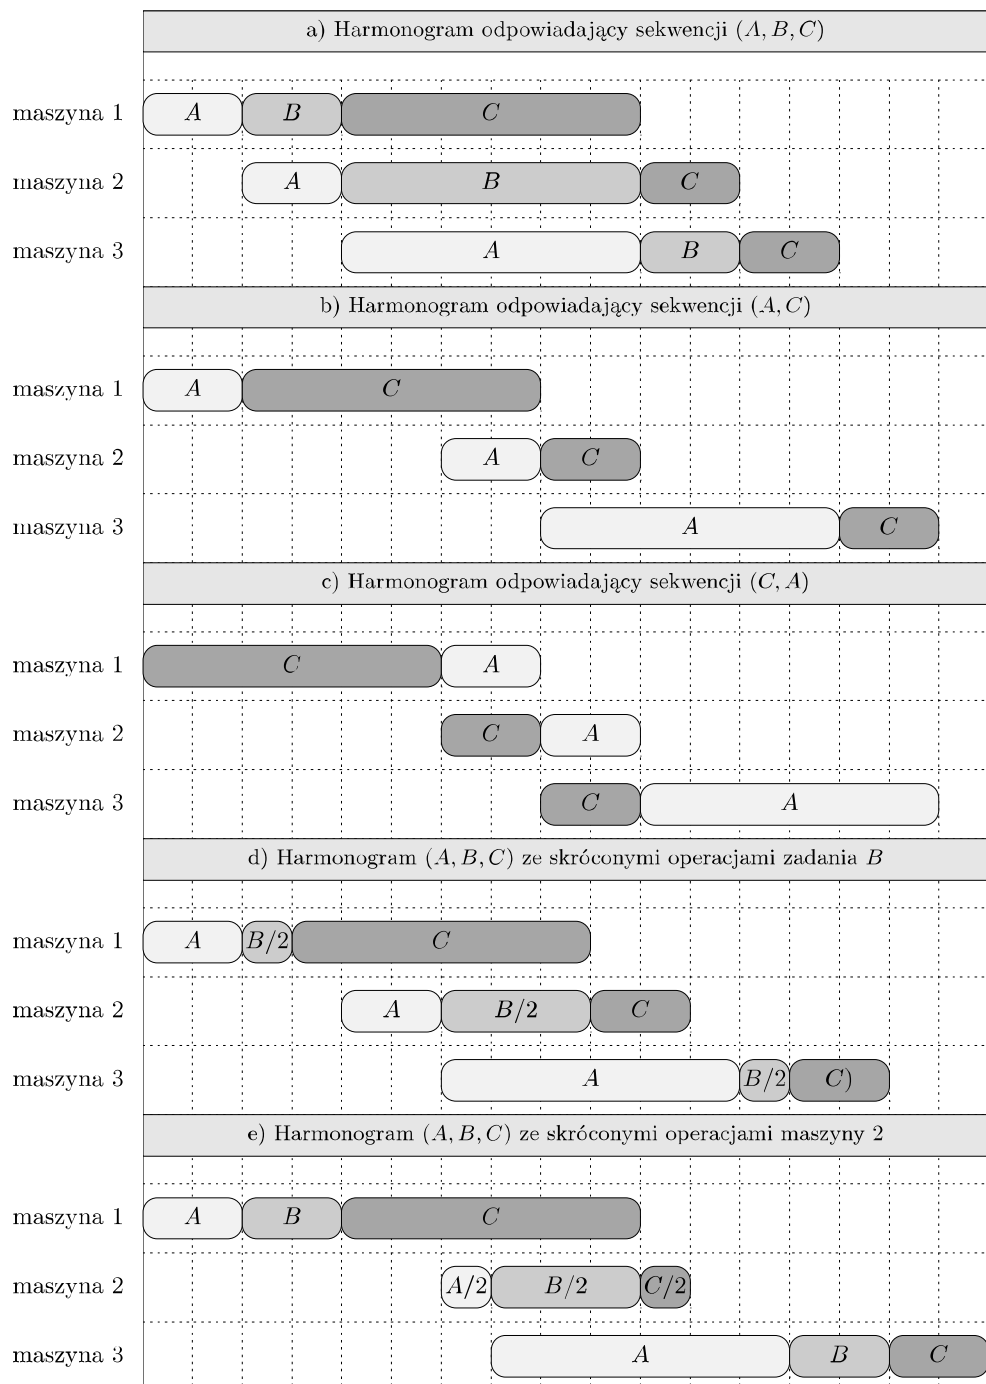 a) Harmonogram odpowiadający sekwencji (A, B, C)
maszyna 1 A B C
maszyna 2 A B C
maszyna 3 A B C
b) Harmonogram odpowiadający sekwencji (A, C)
maszyna 1 A C
maszyna 2 A C
maszyna 3 A C
c) Harmonogram odpowiadający sekwencji (C, A)
maszyna 1 C A
maszyna 2 C A
maszyna 3 C A
d) Harmonogram (A, B, C) ze skróconymi operacjami zadania B
maszyna 1 A B/2 C
maszyna 2 A B/2 C
maszyna 3 A B/2 C)
e) Harmonogram (A, B, C) ze skróconymi operacjami maszyny 2
maszyna 1 A B C
maszyna 2 A/2 B/2 C/2
maszyna 3 A B C